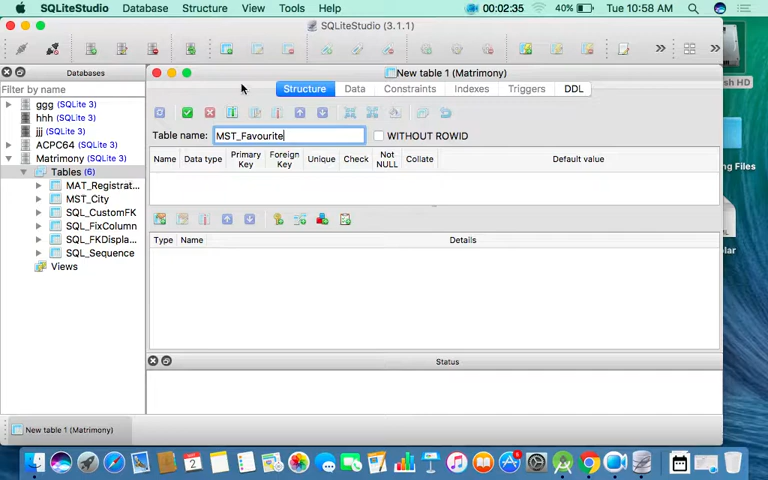 SQLiteStudio Database Structure View Tools Help 00:02:35 40% Tue 10:58 AM
SQLiteStudio (3.1.1)
Databases
Filter by name
ggg (SQLite 3)
hhh (SQLite 3)
jjj (SQLite 3)
ACPC64 (SQLite 3)
Matrimony (SQLite 3)
Tables (6)
MAT_Registrat...
MST_City
SQL_CustomFK
SQL_FixColumn
SQL_FKDispla...
SQL_Sequence
Views
New table 1 (Matrimony)
Structure Data Constraints Indexes Triggers DDL
Table name: MST_Favourite WITHOUT ROWID
Name Data type Primary Key Foreign Key Unique Check Not NULL Collate Default value
Type Name Details
Status
New table 1 (Matrimony)